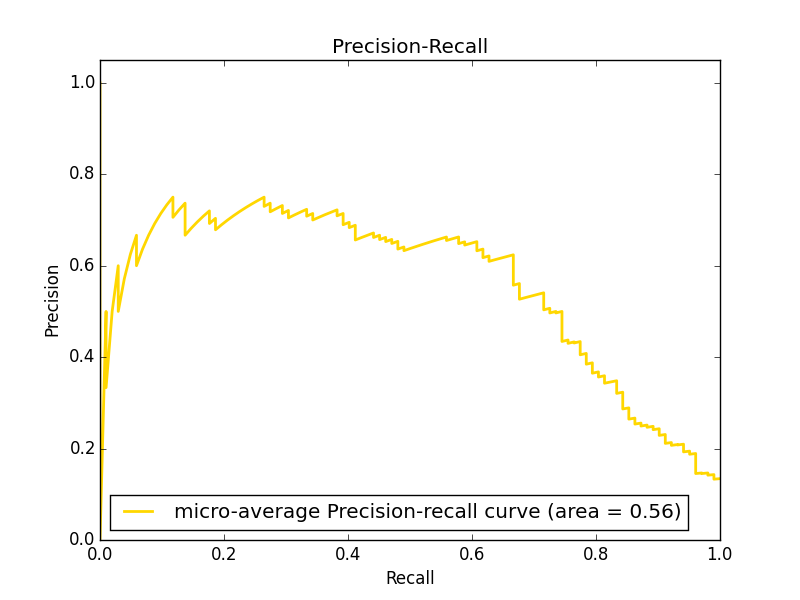 Precision-Recall
1.0
0.8
0.6
0.4
0.2
0.0
Precision
micro-average Precision-recall curve (area = 0.56)
0.0 0.2 0.4 0.6 0.8 1.0
Recall